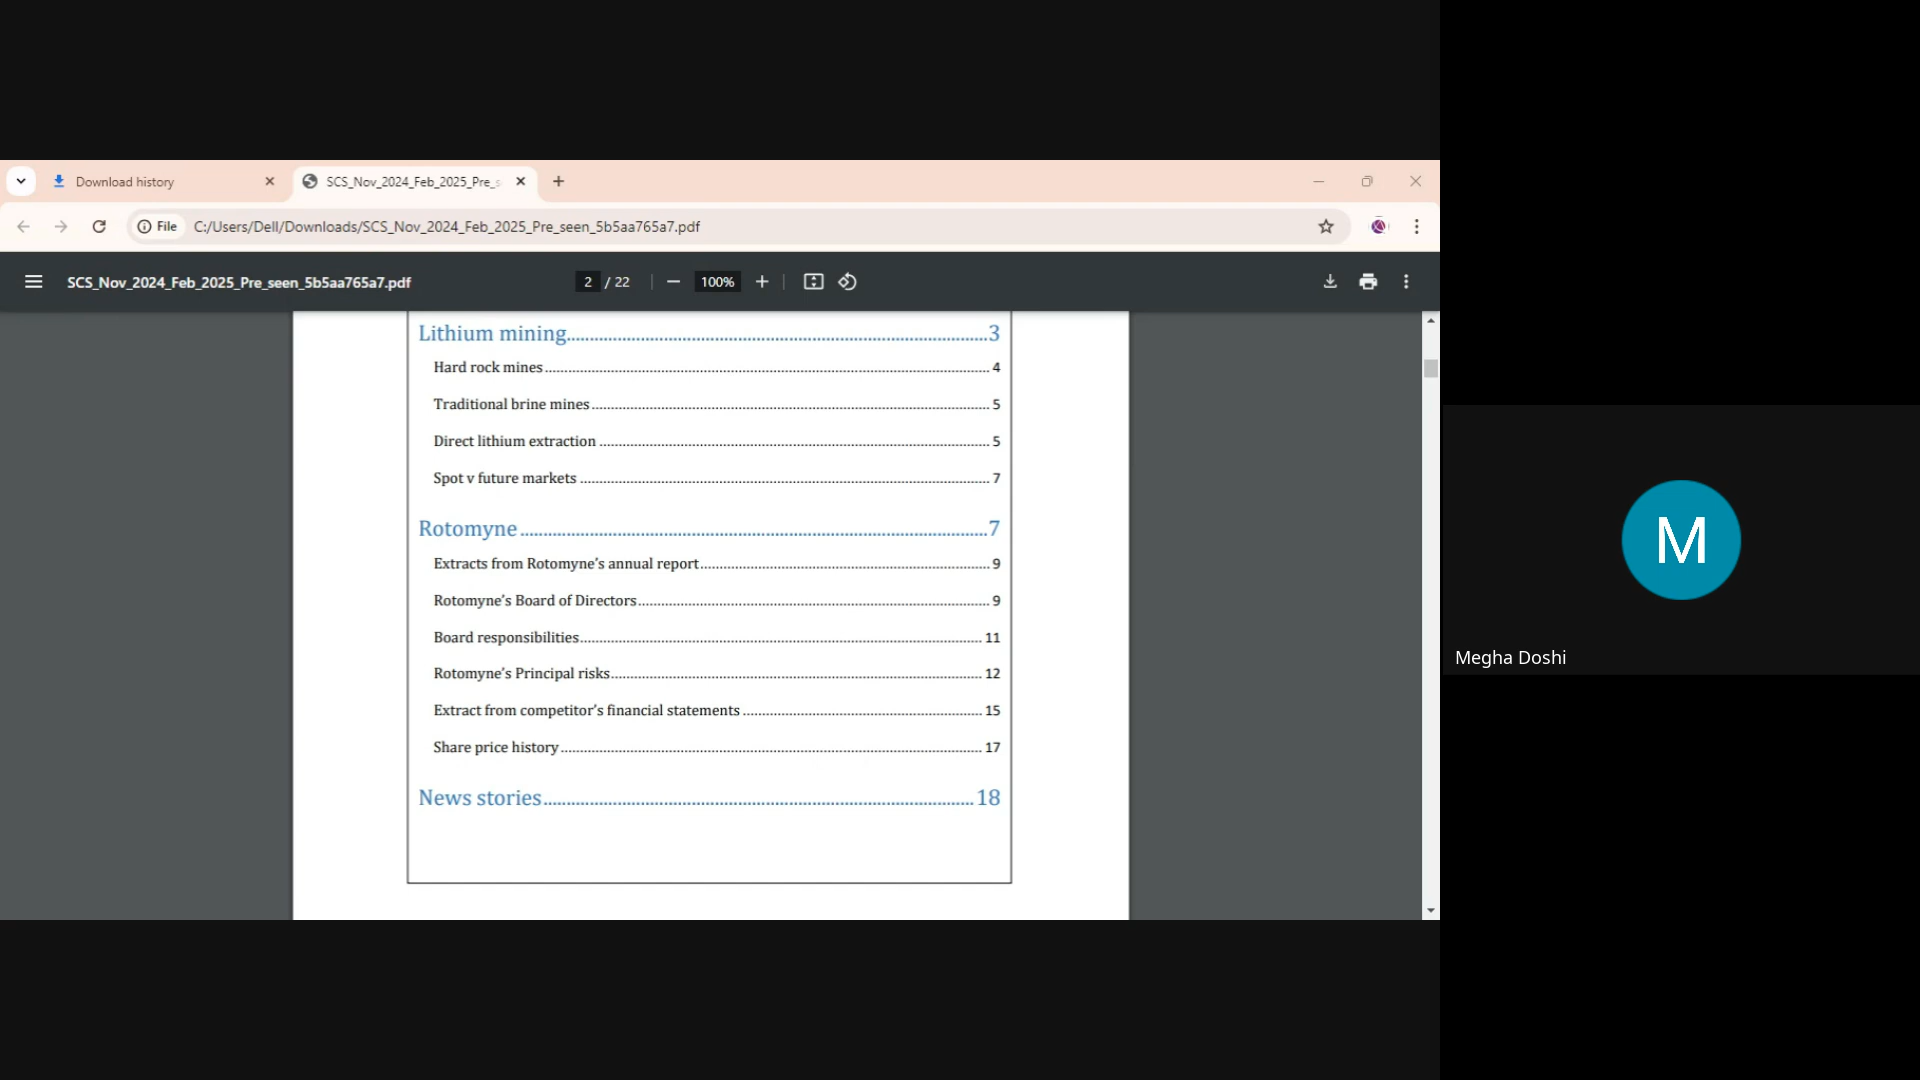 Download history
SCS_Nov_2024_Feb_2025_Pre_s
File
C:/Users/Dell/Downloads/SCS_Nov_2024_Feb_2025_Pre_seen_5b5aa765a7.pdf
SCS_Nov_2024_Feb_2025_Pre_seen_5b5aa765a7.pdf
2 / 22
100%
Lithium mining 3
Hard rock mines 4
Traditional brine mines 5
Direct lithium extraction 5
Spot v future markets 7
Rotomyne 7
Extracts from Rotomyne's annual report 9
Rotomyne's Board of Directors 9
Board responsibilities 11
Rotomyne's Principal risks 12
Extract from competitor's financial statements 15
Share price history 17
News stories 18
M
Megha Doshi